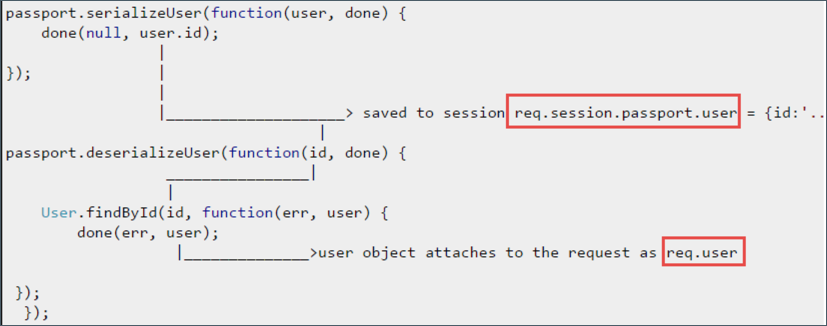 passport.serializeUser(function(user, done) {
    done(null, user.id);
                 |
});              |
                 |
                 |____________________> saved to session req.session.passport.user = {id:'..
                                   |
passport.deserializeUser(function(id, done) {
                  ________________|
                  |
    User.findById(id, function(err, user) {
        done(err, user);
                   |______________>user object attaches to the request as req.user
 });
  });